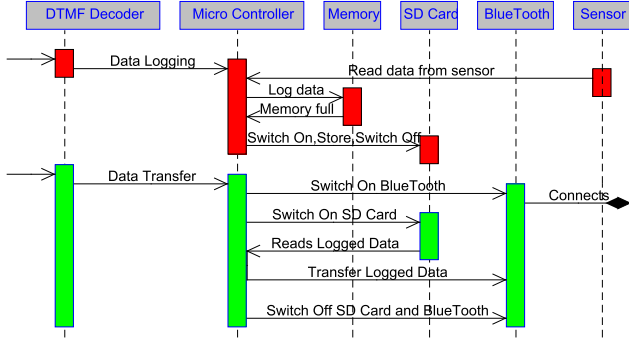 DTMF Decoder
Micro Controller
Memory
SD Card
BlueTooth
Sensor
Data Logging
Read data from sensor
Log data
Memory full
Switch On,Store,Switch Off
Data Transfer
Switch On BlueTooth
Connects
Switch On SD Card
Reads Logged Data
Transfer Logged Data
Switch Off SD Card and BlueTooth